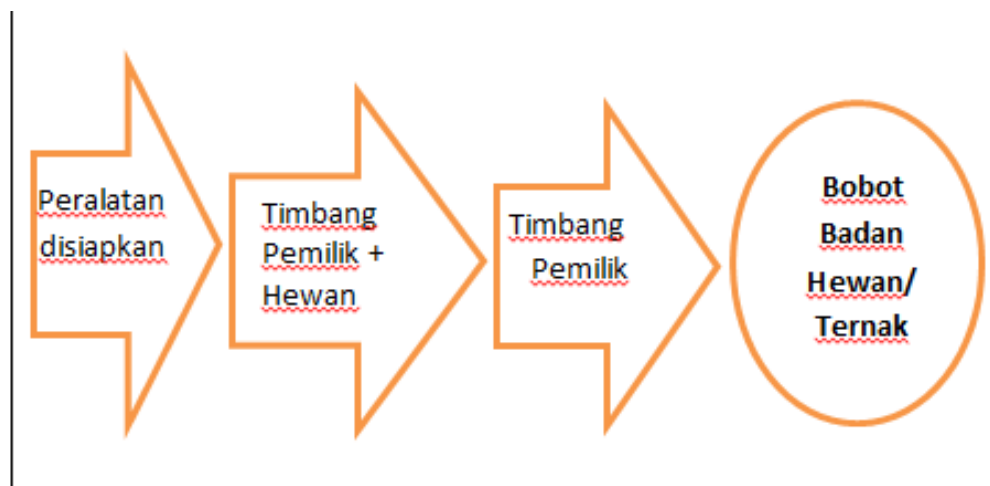 Peralatan
disiapkan
Timbang
Pemilik +
Hewan
Timbang
Pemilik
Bobot
Badan
Hewan/
Ternak